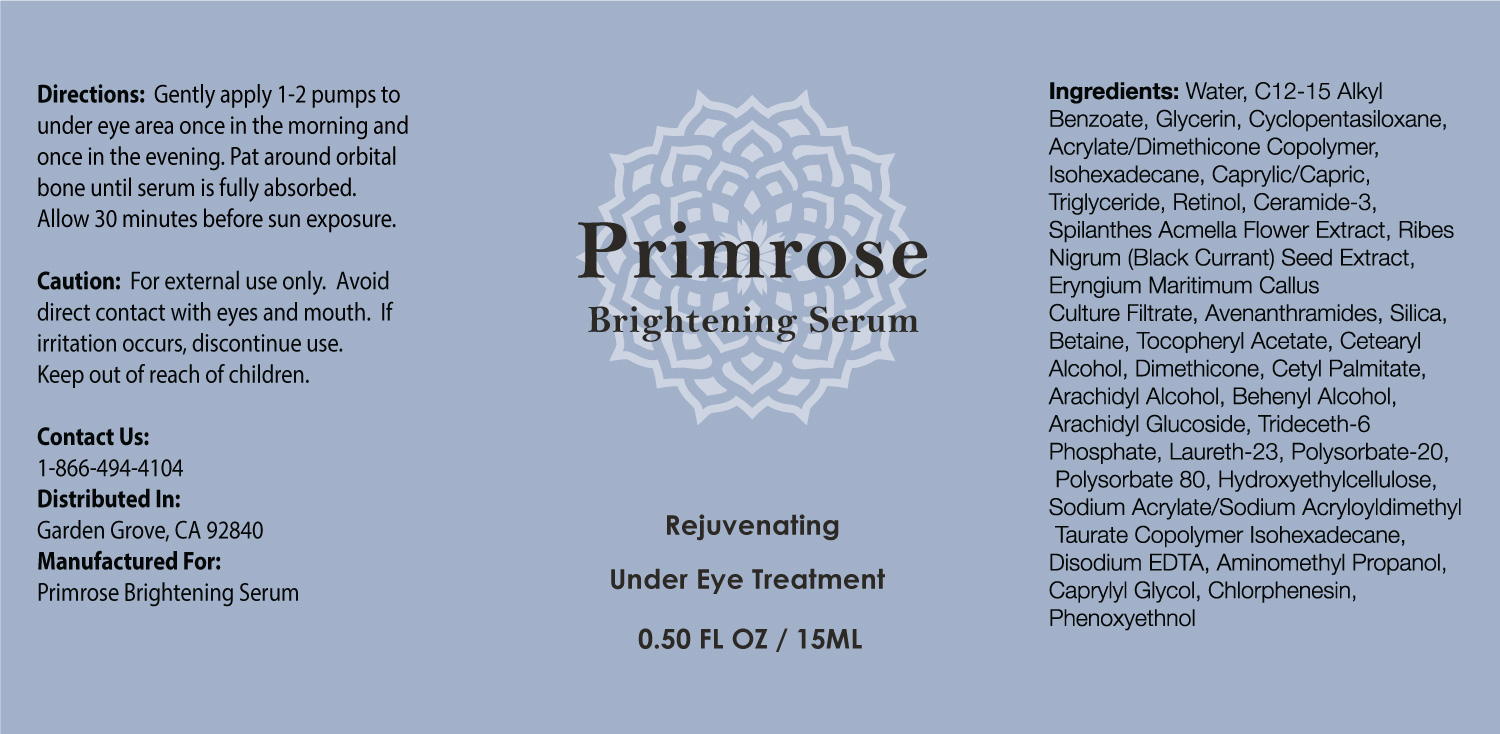 Directions: Gently apply 1-2 pumps to
under eye area once in the morning and
once in the evening. Pat around orbital
bone until serum is fully absorbed.
Allow 30 minutes before sun exposure.
Caution: For external use only. Avoid
direct contact with eyes and mouth. If
irritation occurs, discontinue use.
Keep out of reach of children.
Contact Us:
1-866-494-4104
Distributed In:
Garden Grove, CA 92840
Manufactured For:
Primrose Brightening Serum
Primrose
Brightening Serum
Rejuvenating
Under Eye Treatment
0.50 FL OZ / 15ML
Ingredients: Water, C12-15 Alkyl
Benzoate, Glycerin, Cyclopentasiloxane,
Acrylate/Dimethicone Copolymer,
Isohexadecane, Caprylic/Capric,
Triglyceride, Retinol, Ceramide-3,
Spilanthes Acmella Flower Extract, Ribes
Nigrum (Black Currant) Seed Extract,
Eryngium Maritimum Callus
Culture Filtrate, Avenanthramides, Silica,
Betaine, Tocopheryl Acetate, Cetearyl
Alcohol, Dimethicone, Cetyl Palmitate,
Arachidyl Alcohol, Behenyl Alcohol,
Arachidyl Glucoside, Trideceth-6
Phosphate, Laureth-23, Polysorbate-20,
Polysorbate 80, Hydroxyethylcellulose,
Sodium Acrylate/Sodium Acryloyldimethyl
Taurate Copolymer Isohexadecane,
Disodium EDTA, Aminomethyl Propanol,
Caprylyl Glycol, Chlorphenesin,
Phenoxyethnol